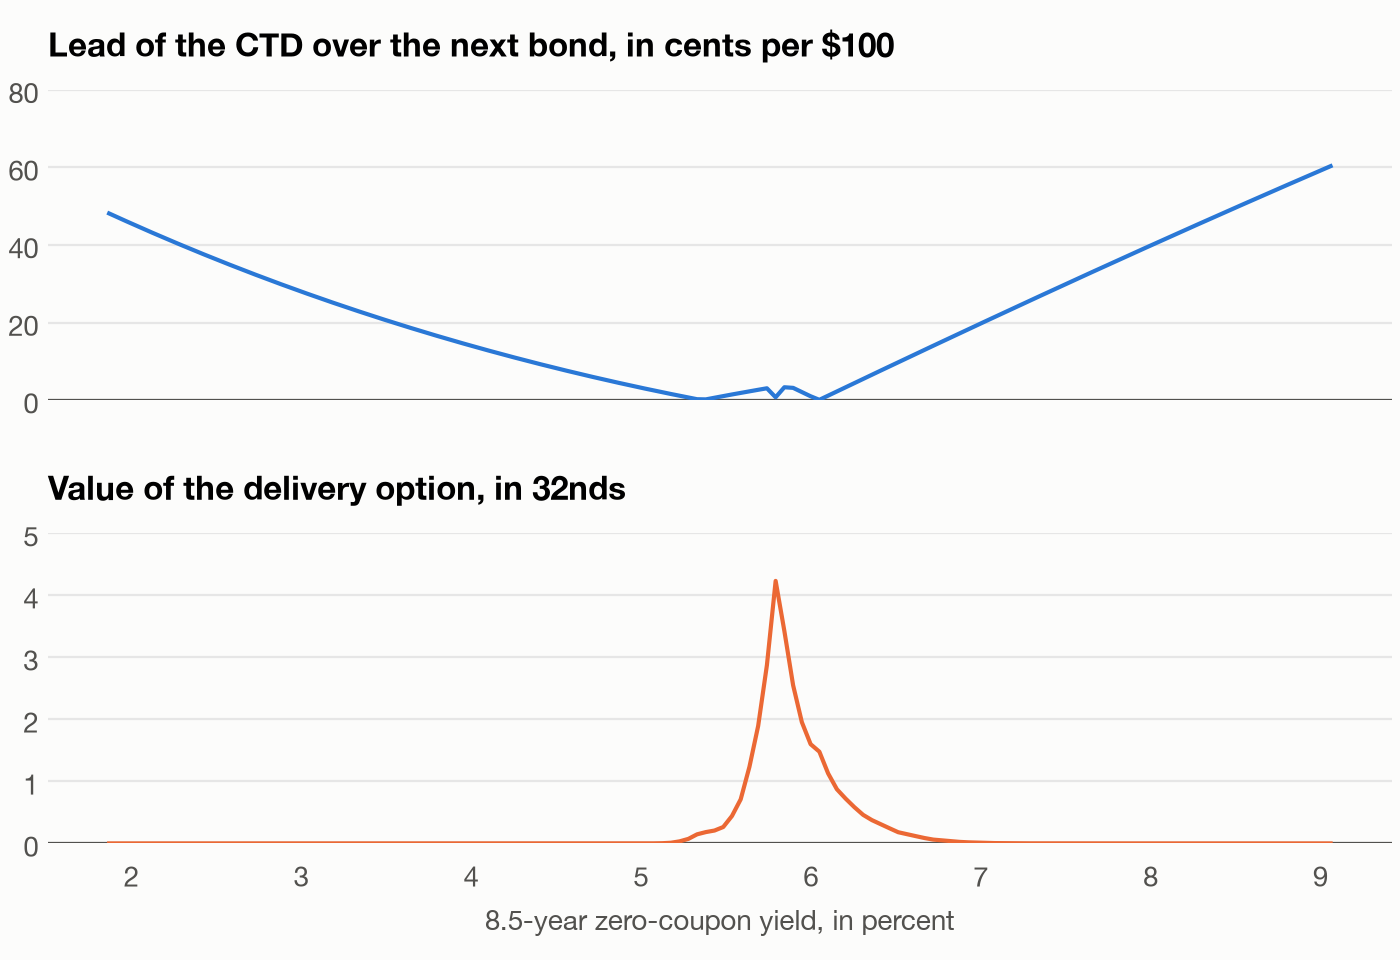 Lead of the CTD over the next bond, in cents per $100
80
60
40
20
0
Value of the delivery option, in 32nds
5
4
3
2
1
0
2 3 4 5 6 7 8 9
8.5-year zero-coupon yield, in percent